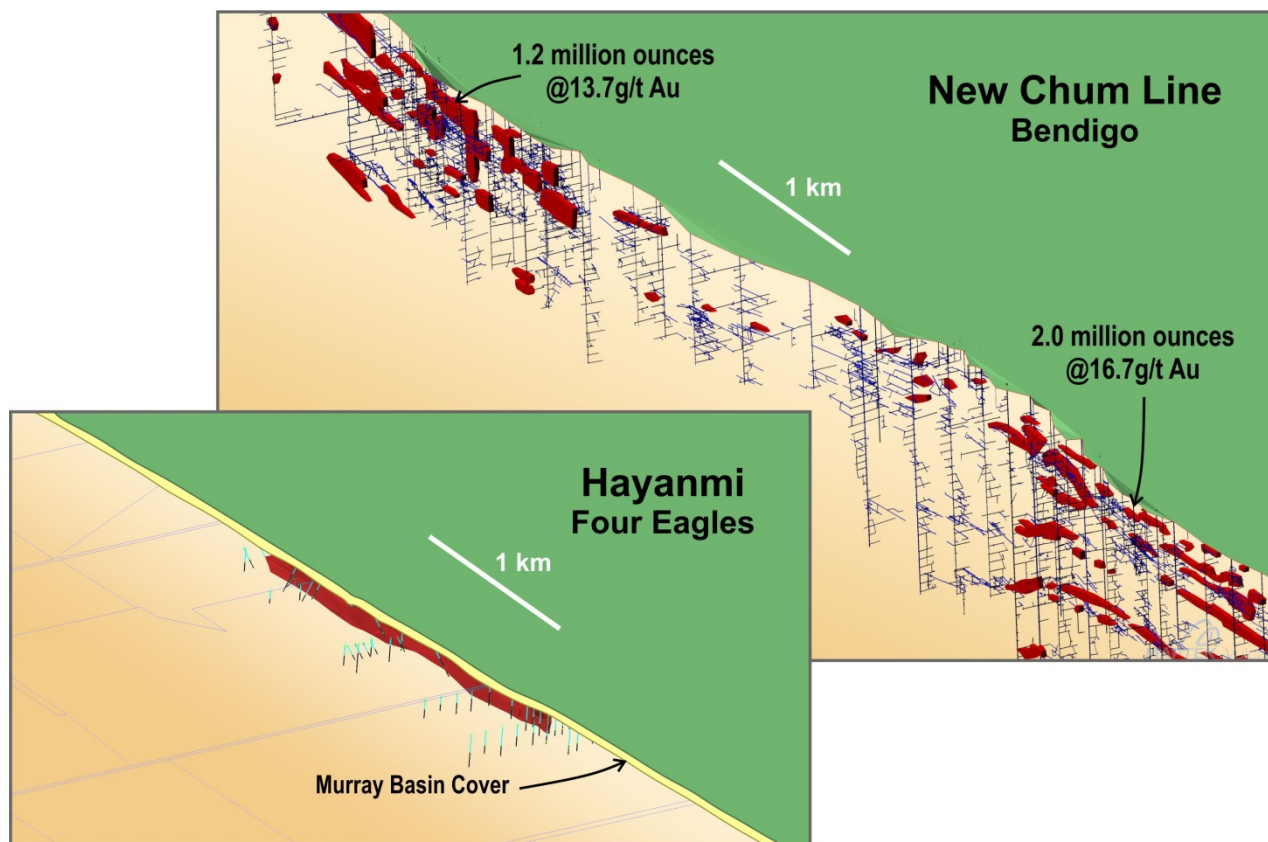 1.2 million ounces
@13.7g/t Au
New Chum Line
Bendigo
1 km
2.0 million ounces
@16.7g/t Au
Hayanmi
Four Eagles
1 km
Murray Basin Cover